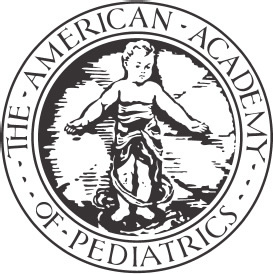 THE · AMERICAN · ACADEMY
· · · OF · PEDIATRICS · · ·